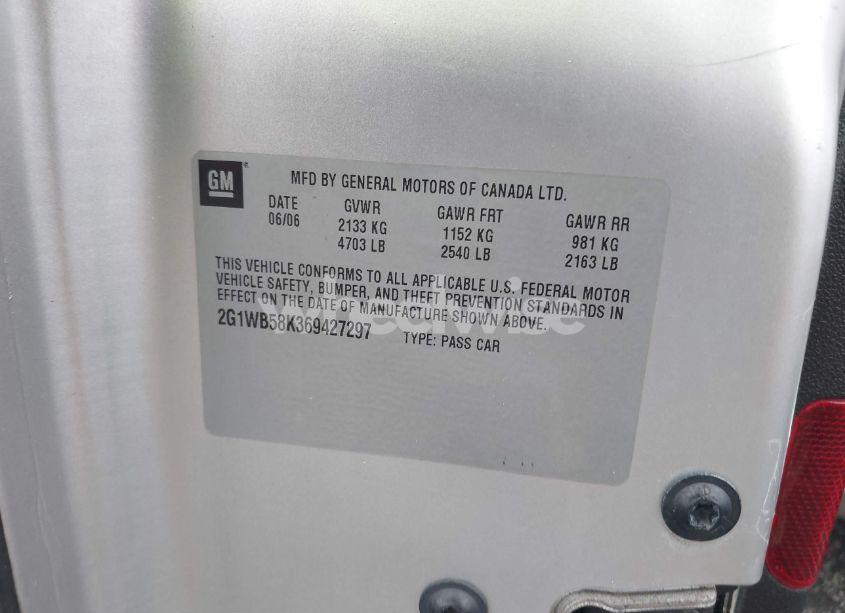 GM
MFD BY GENERAL MOTORS OF CANADA LTD.
DATE GVWR GAWR FRT GAWR RR
06/06 2133 KG 1152 KG 981 KG
4703 LB 2540 LB 2163 LB
THIS VEHICLE CONFORMS TO ALL APPLICABLE U.S. FEDERAL MOTOR
VEHICLE SAFETY, BUMPER, AND THEFT PREVENTION STANDARDS IN
EFFECT ON THE DATE OF MANUFACTURE SHOWN ABOVE.
2G1WB58K369427297 TYPE: PASS CAR
wheelwise